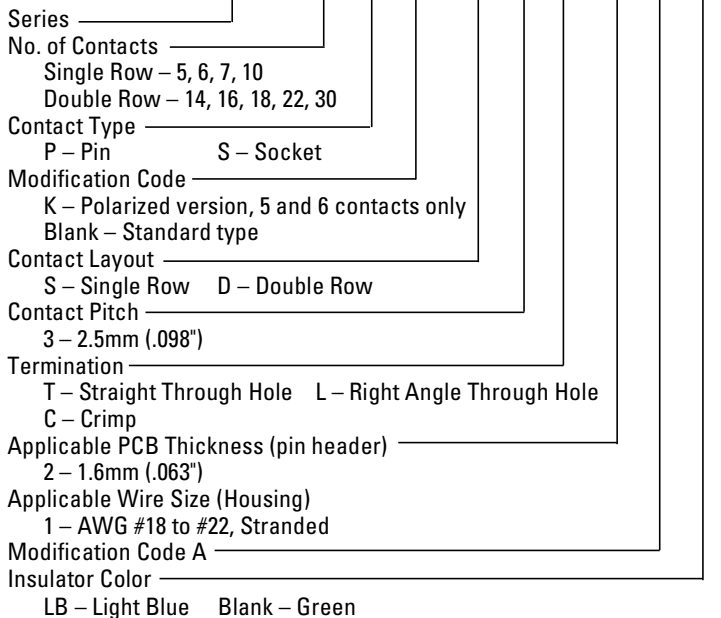 Series
No. of Contacts
Single Row – 5, 6, 7, 10
Double Row – 14, 16, 18, 22, 30
Contact Type
P – Pin S – Socket
Modification Code
K – Polarized version, 5 and 6 contacts only
Blank – Standard type
Contact Layout
S – Single Row D – Double Row
Contact Pitch
3 – 2.5mm (.098")
Termination
T – Straight Through Hole L – Right Angle Through Hole
C – Crimp
Applicable PCB Thickness (pin header)
2 – 1.6mm (.063")
Applicable Wire Size (Housing)
1 – AWG #18 to #22, Stranded
Modification Code A
Insulator Color
LB – Light Blue Blank – Green